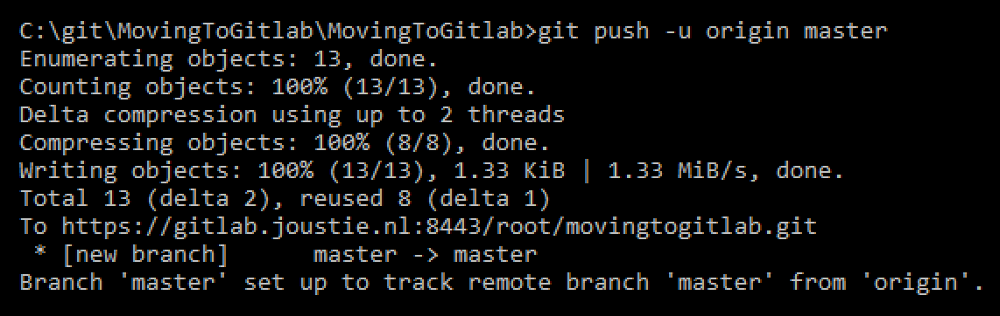 C:\git\MovingToGitlab\MovingToGitlab>git push -u origin master
Enumerating objects: 13, done.
Counting objects: 100% (13/13), done.
Delta compression using up to 2 threads
Compressing objects: 100% (8/8), done.
Writing objects: 100% (13/13), 1.33 KiB | 1.33 MiB/s, done.
Total 13 (delta 2), reused 8 (delta 1)
To https://gitlab.joustie.nl:8443/root/movingtogitlab.git
 * [new branch]      master -> master
Branch 'master' set up to track remote branch 'master' from 'origin'.